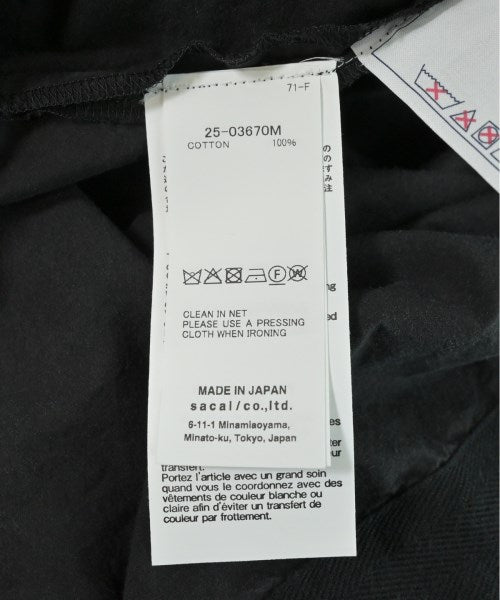 71-F
25-03670M
COTTON 100%
CLEAN IN NET
PLEASE USE A PRESSING
CLOTH WHEN IRONING
MADE IN JAPAN
sacai/co.,ltd.
6-11-1 Minamiaoyama,
Minato-ku, Tokyo, Japan
transfert.
Portez l'article avec un grand soin
quand vous le coordonnez avec des
vêtements de couleur blanche ou
claire afin d'éviter un transfert de
couleur par frottement.